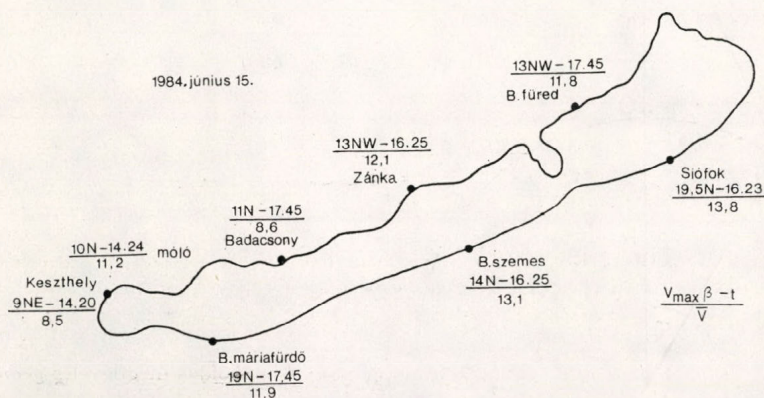 1984. június 15.
13NW-17.45
11,8
B. füred
13NW-16.25
12,1
Zánka
Siófok
19,5N-16.23
13,8
11N-17.45
8,6
Badacsony
10N-14.24
11,2
móló
B.szemes
14N-16.25
13,1
Keszthely
9NE-14.20
8,5
Vmax β-t
V̅
B.máriafürdő
19N-17,45
11,9